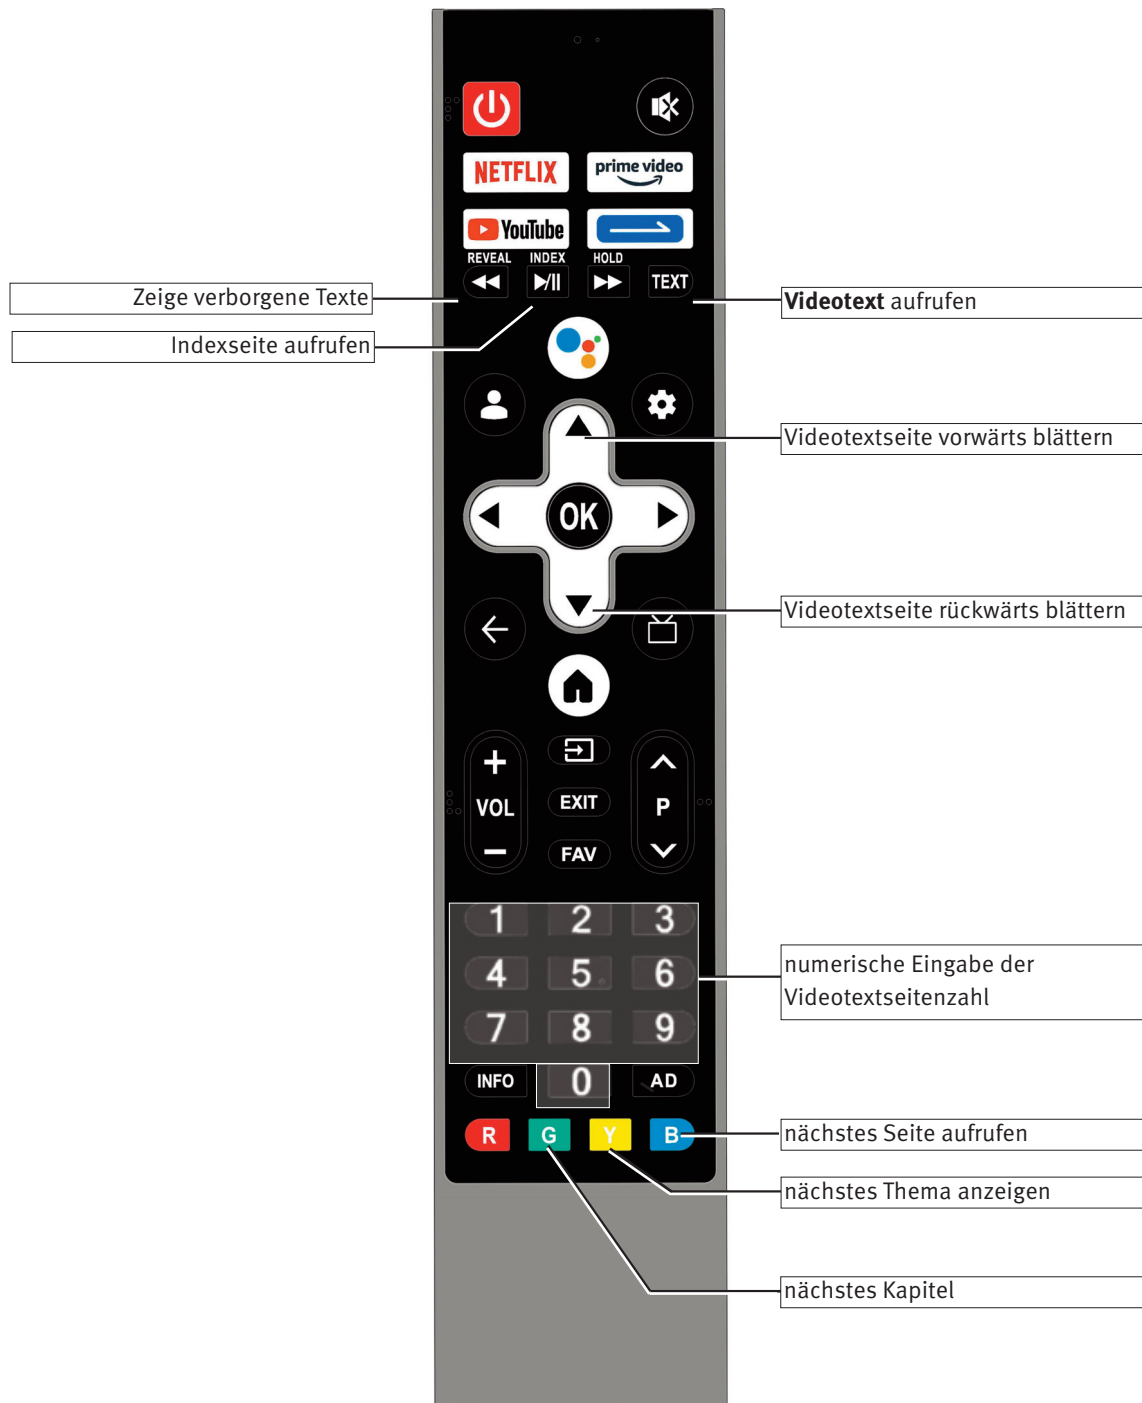 NETFLIX
prime video
YouTube
REVEAL INDEX HOLD
TEXT
Zeige verborgene Texte
Videotext aufrufen
Indexseite aufrufen
Videotextseite vorwärts blättern
OK
Videotextseite rückwärts blättern
+
VOL
−
EXIT
P
FAV
1 2 3
4 5 6
7 8 9
numerische Eingabe der
Videotextseitenzahl
INFO 0 AD
R G Y B
nächstes Seite aufrufen
nächstes Thema anzeigen
nächstes Kapitel